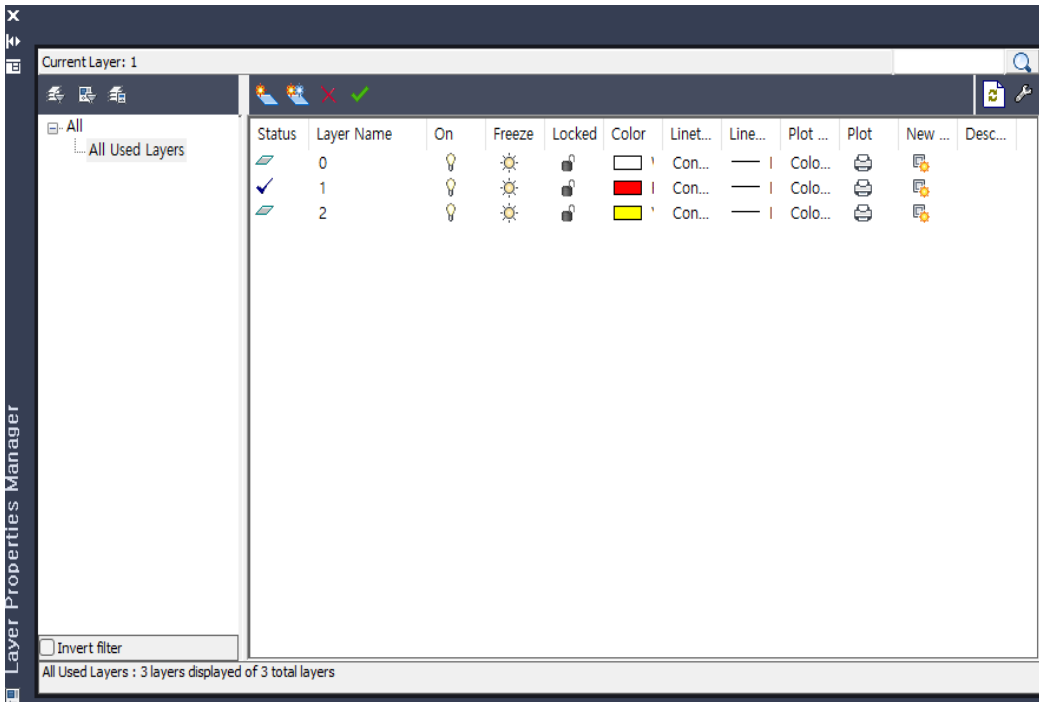 Current Layer: 1
All
All Used Layers
Status Layer Name On Freeze Locked Color Linet... Line... Plot ... Plot New ... Desc...
0 Con... Colo...
1 Con... Colo...
2 Con... Colo...
Invert filter
All Used Layers : 3 layers displayed of 3 total layers
Layer Properties Manager